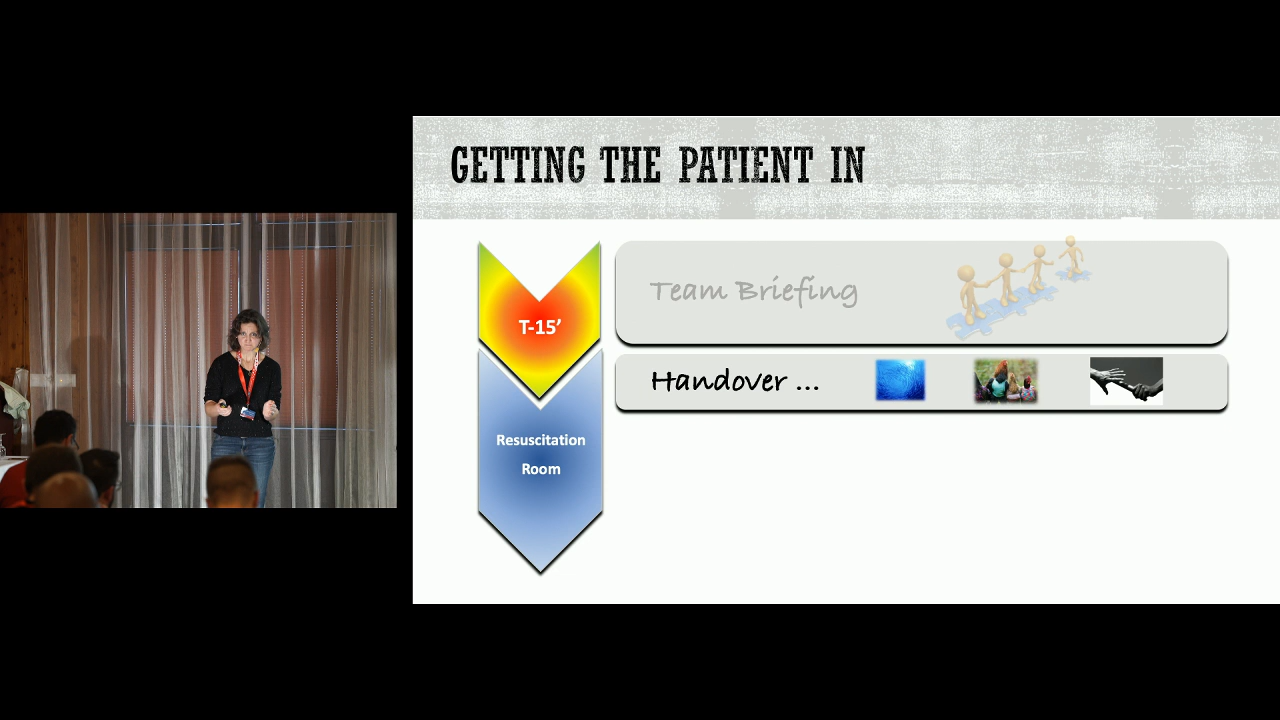 GETTING THE PATIENT IN
T-15’
Team Briefing
Handover ...
Resuscitation
Room